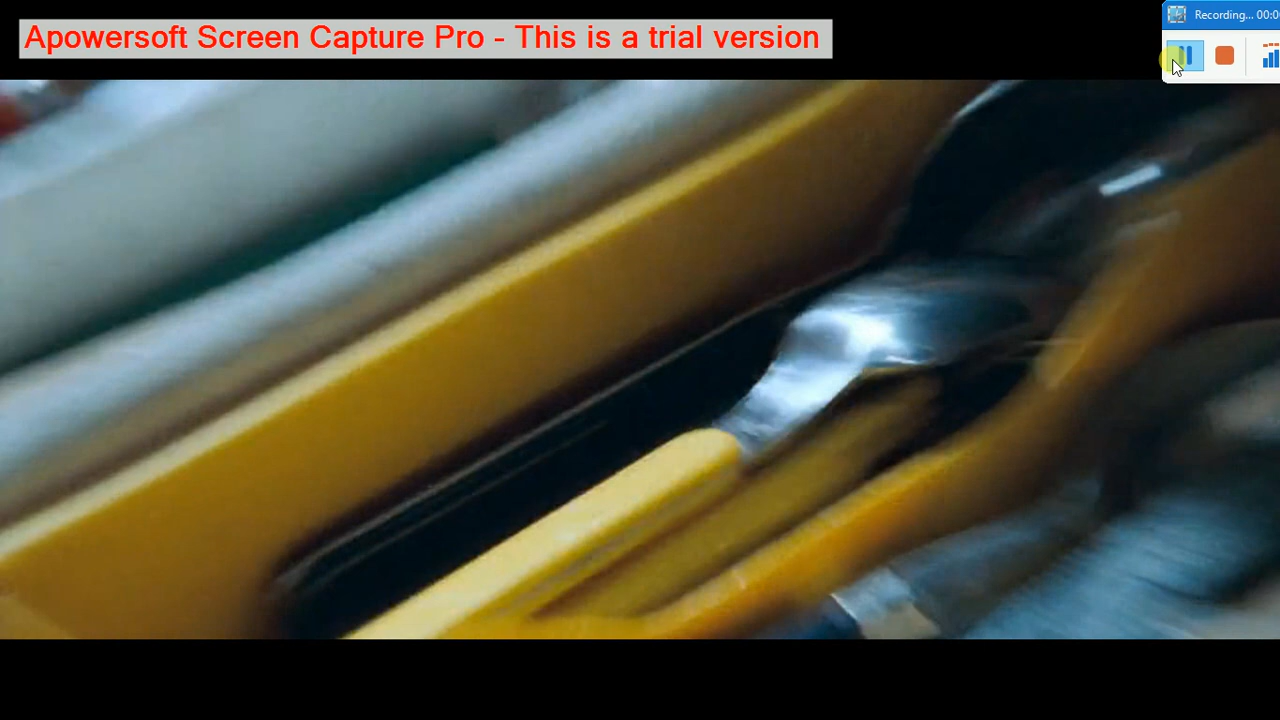 Apowersoft Screen Capture Pro - This is a trial version
Recording... 00:0